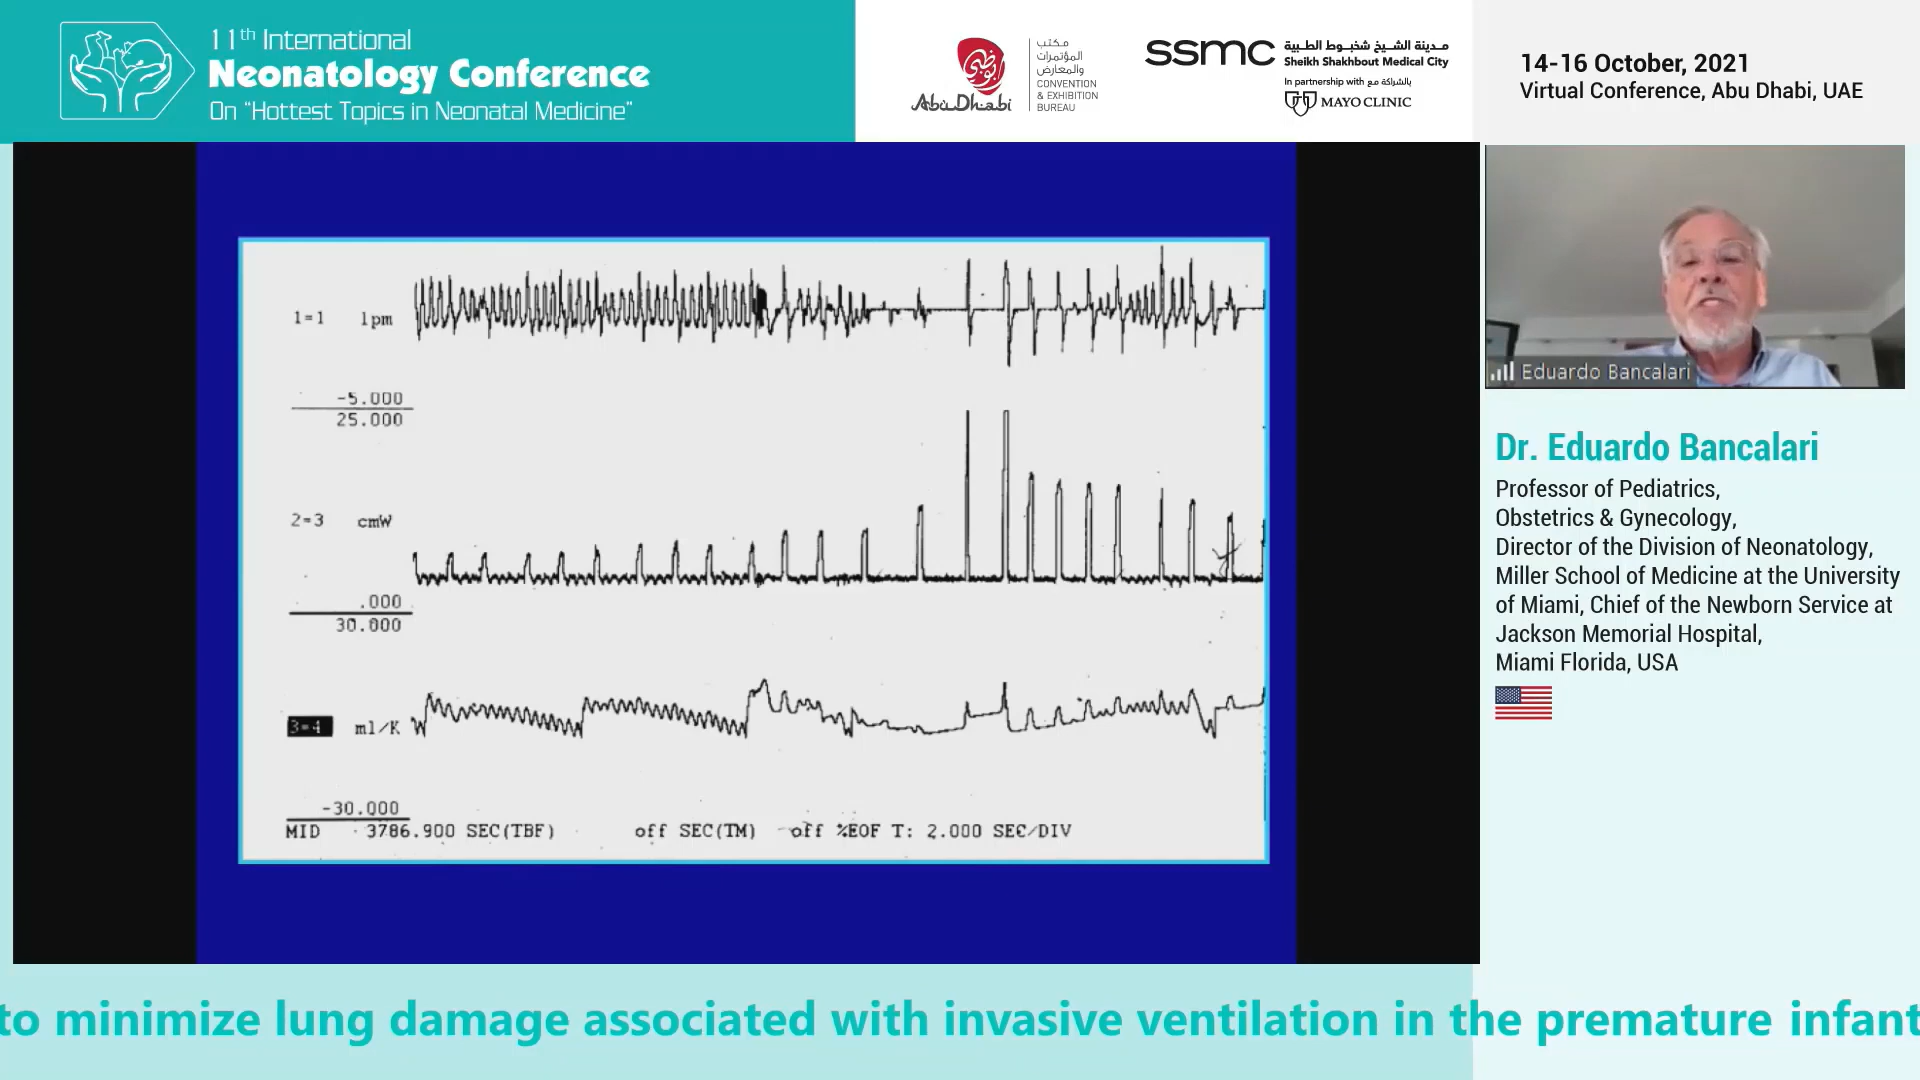 11th International
Neonatology Conference
On “Hottest Topics in Neonatal Medicine”
أبوظبي
Abu Dhabi
مكتب
المؤتمرات
والمعارض
CONVENTION
& EXHIBITION
BUREAU
ssmc
مدينة الشيخ شخبوط الطبية
Sheikh Shakhbout Medical City
In partnership with بالشراكة مع
MAYO CLINIC
14-16 October, 2021
Virtual Conference, Abu Dhabi, UAE
1=1 lpm
-5.000
25.000
2=3 cmW
.000
30.000
3=4 ml/K
-30.000
MID 3786.900 SEC(TBF) off SEC(TM) off %EOF T: 2.000 SEC/DIV
Eduardo Bancalari
Dr. Eduardo Bancalari
Professor of Pediatrics,
Obstetrics & Gynecology,
Director of the Division of Neonatology,
Miller School of Medicine at the University
of Miami, Chief of the Newborn Service at
Jackson Memorial Hospital,
Miami Florida, USA
to minimize lung damage associated with invasive ventilation in the premature infant